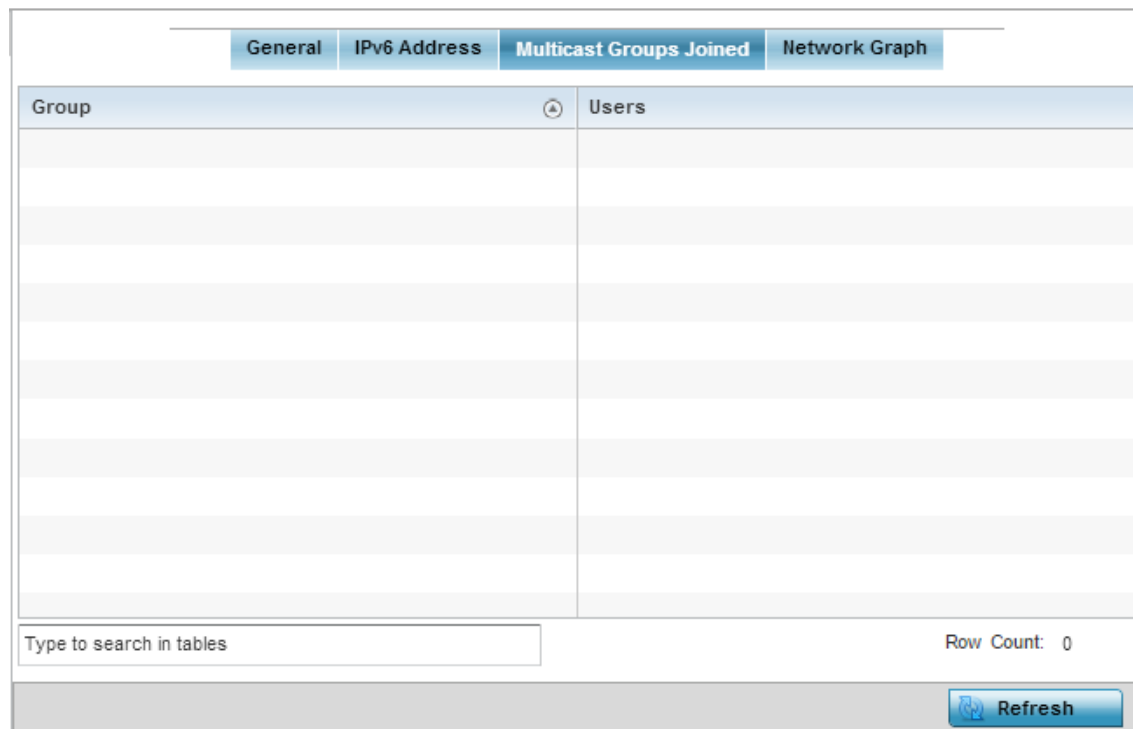 General IPv6 Address Multicast Groups Joined Network Graph
Group Users
Type to search in tables Row Count: 0
Refresh